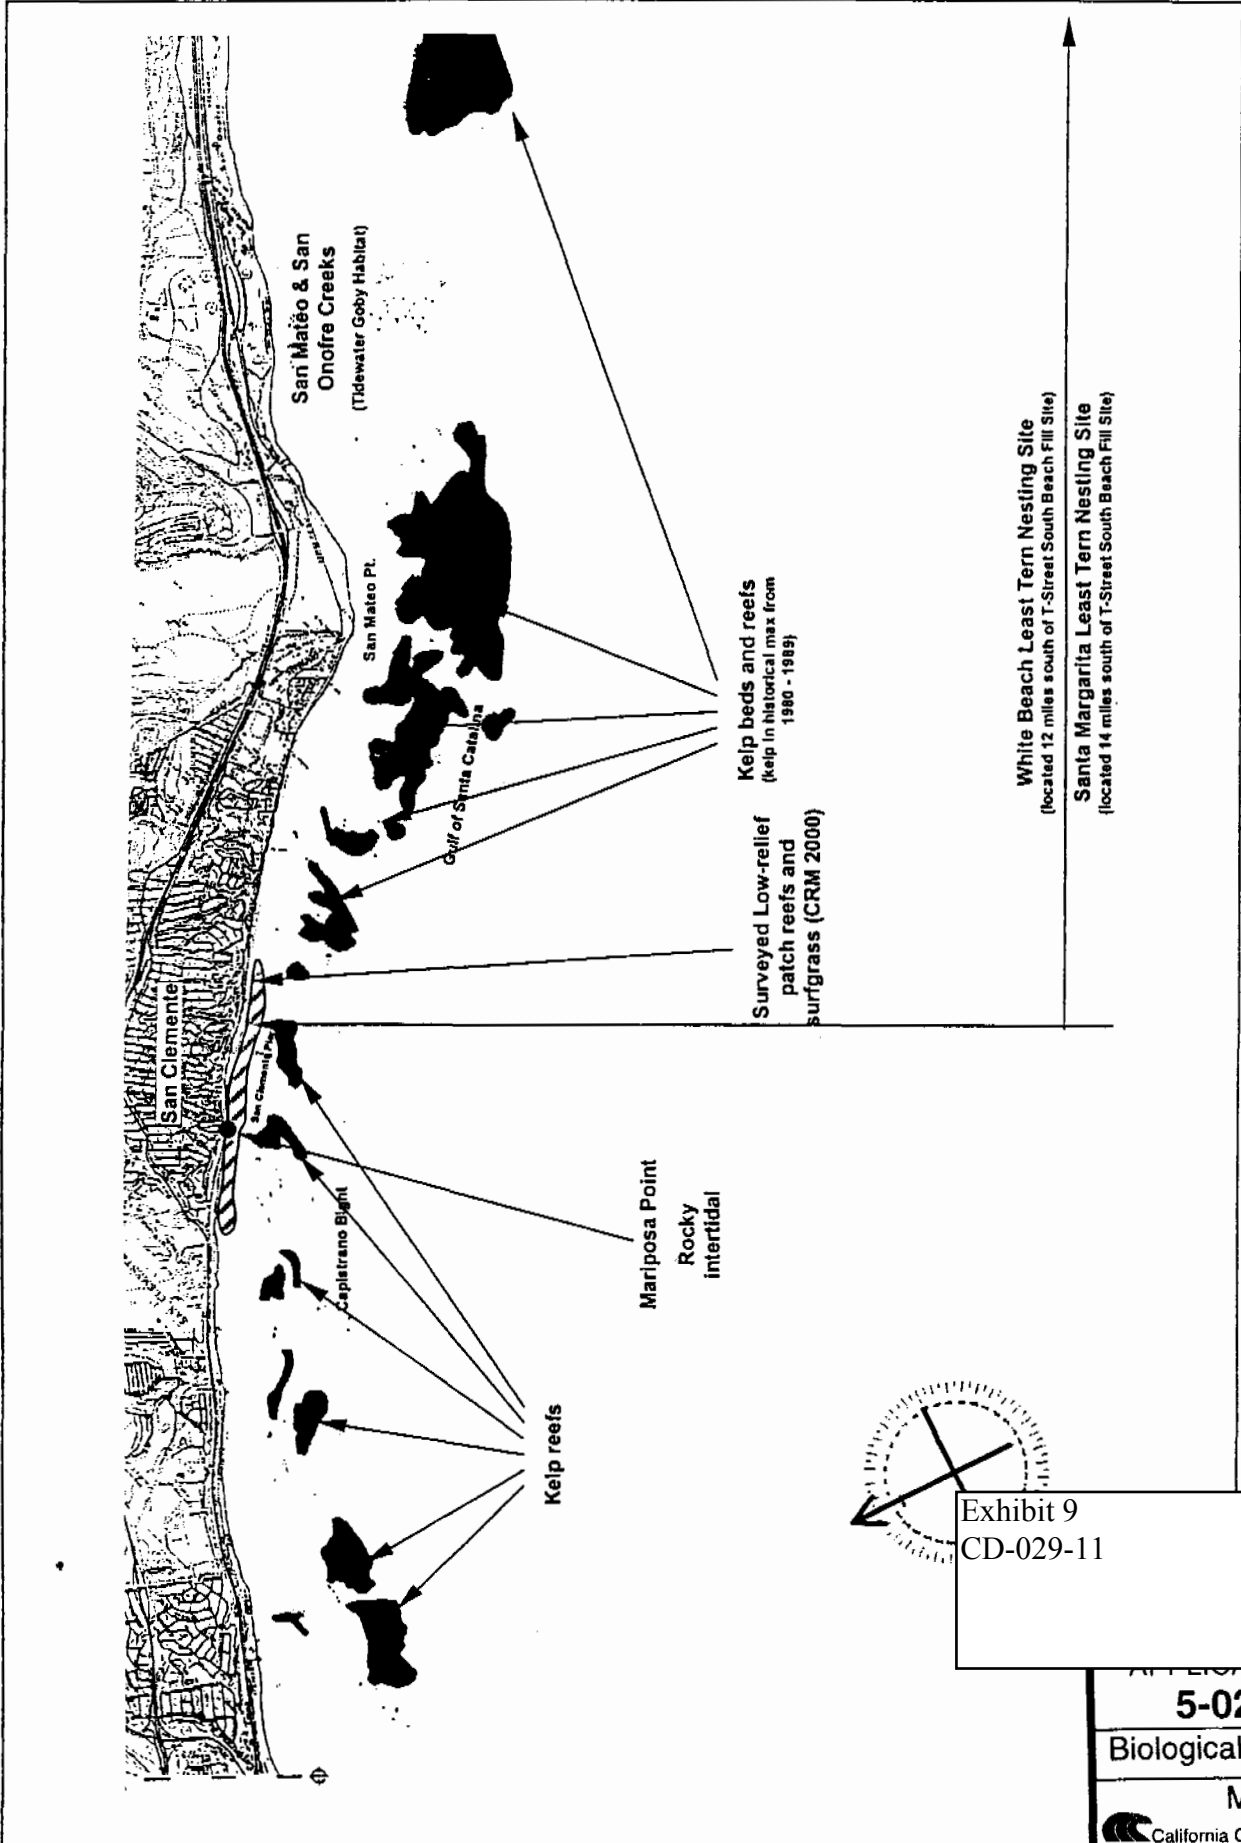 San Mateo & San
Onofre Creeks
(Tidewater Goby Habitat)
San Mateo Pt.
Gulf of Santa Catalina
San Clemente
San Clemente Pier
Capistrano Bight
Kelp beds and reefs
(kelp in historical max from
1980 - 1989)
Surveyed Low-relief
patch reefs and
surfgrass (CRM 2000)
White Beach Least Tern Nesting Site
(located 12 miles south of T-Street South Beach Fill Site)
Santa Margarita Least Tern Nesting Site
(located 14 miles south of T-Street South Beach Fill Site)
Mariposa Point
Rocky
intertidal
Kelp reefs
Exhibit 9
CD-029-11
5-02
Biological
M
California C